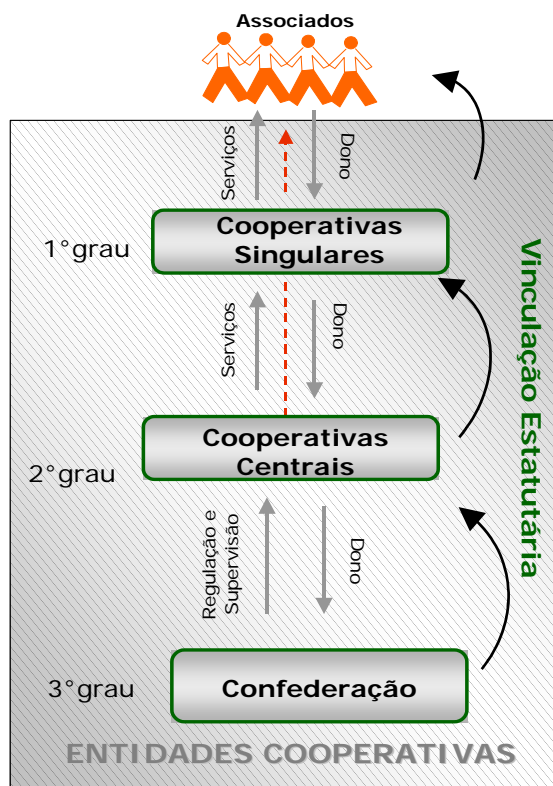 Associados
Serviços
Dono
1°grau
Cooperativas
Singulares
Serviços
Dono
Vinculação Estatutária
2°grau
Cooperativas
Centrais
Regulação e
Supervisão
Dono
3°grau
Confederação
ENTIDADES COOPERATIVAS